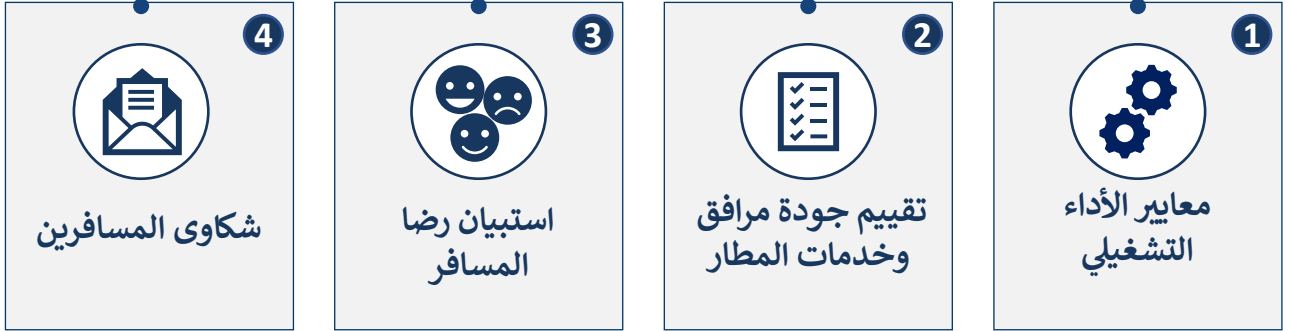 1
معايير الأداء
التشغيلي
2
تقييم جودة مرافق
وخدمات المطار
3
استبيان رضا
المسافر
4
شكاوى المسافرين